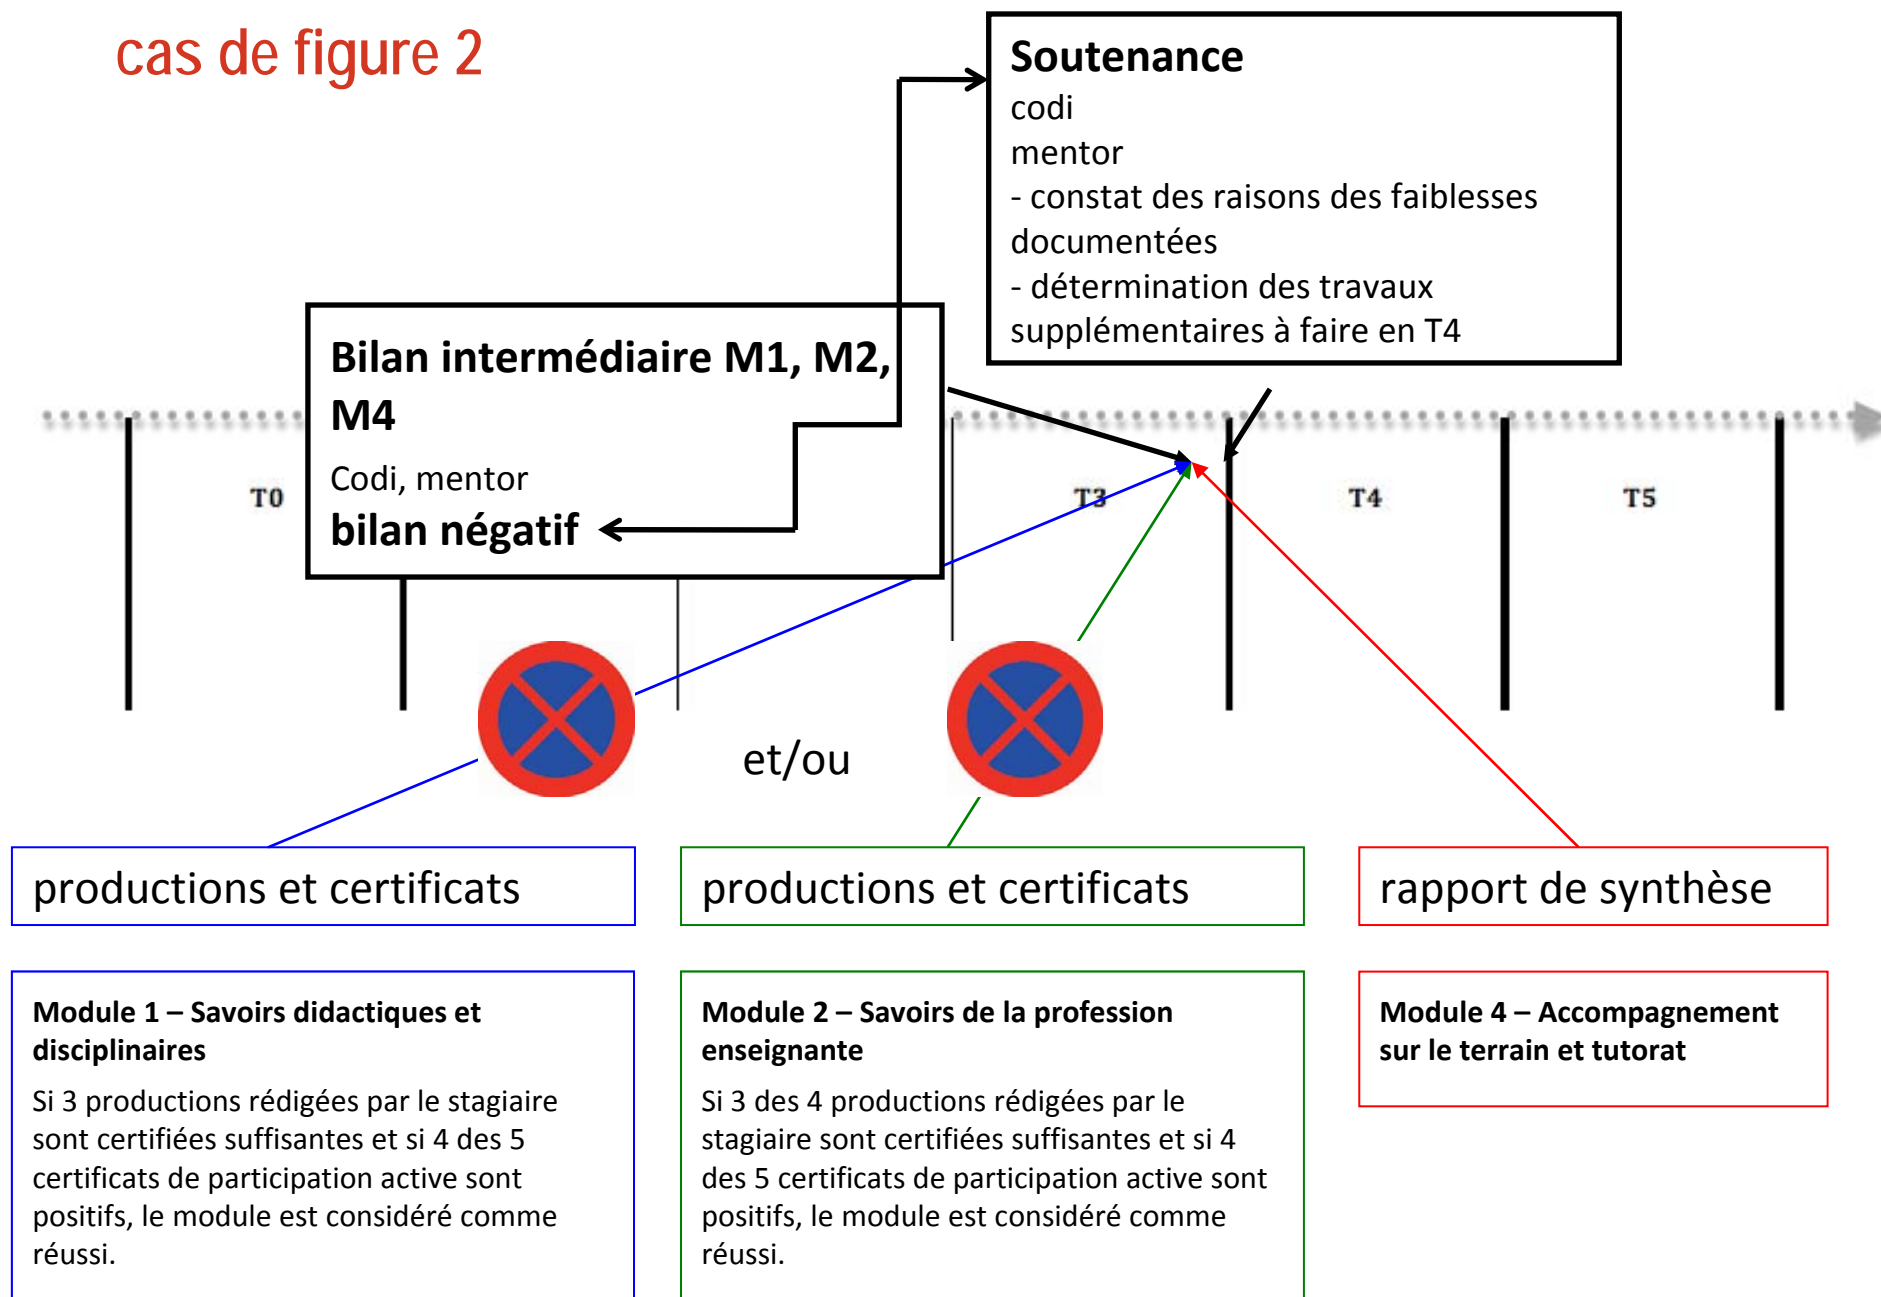 cas de figure 2
Soutenance
codi
mentor
- constat des raisons des faiblesses
documentées
- détermination des travaux
supplémentaires à faire en T4
Bilan intermédiaire M1, M2,
M4
Codi, mentor
bilan négatif
T0
T3
T4
T5
et/ou
productions et certificats
productions et certificats
rapport de synthèse
Module 1 – Savoirs didactiques et
disciplinaires
Si 3 productions rédigées par le stagiaire
sont certifiées suffisantes et si 4 des 5
certificats de participation active sont
positifs, le module est considéré comme
réussi.
Module 2 – Savoirs de la profession
enseignante
Si 3 des 4 productions rédigées par le
stagiaire sont certifiées suffisantes et si 4
des 5 certificats de participation active sont
positifs, le module est considéré comme
réussi.
Module 4 – Accompagnement
sur le terrain et tutorat